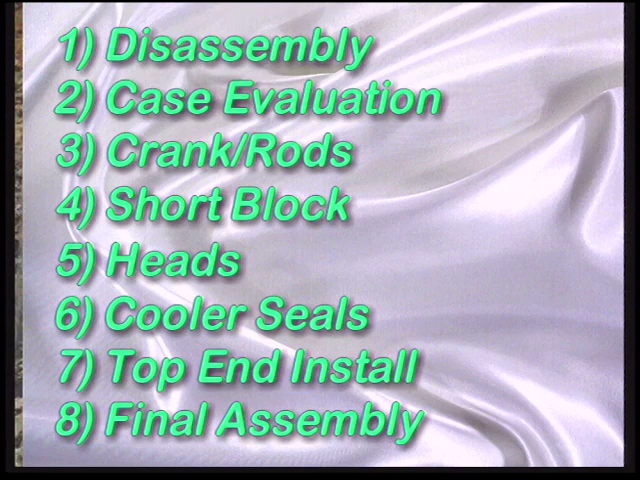 1) Disassembly
2) Case Evaluation
3) Crank/Rods
4) Short Block
5) Heads
6) Cooler Seals
7) Top End Install
8) Final Assembly